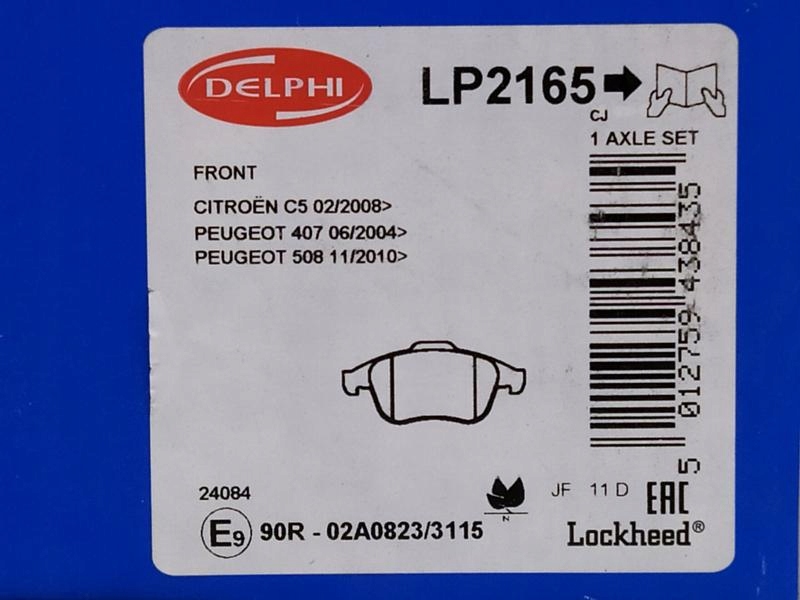 DELPHI
LP2165
CJ
1 AXLE SET
FRONT
CITROËN C5 02/2008>
PEUGEOT 407 06/2004>
PEUGEOT 508 11/2010>
5 012759 438435
24084
E9 90R - 02A0823/3115
N
JF 11 D
EAC
Lockheed®